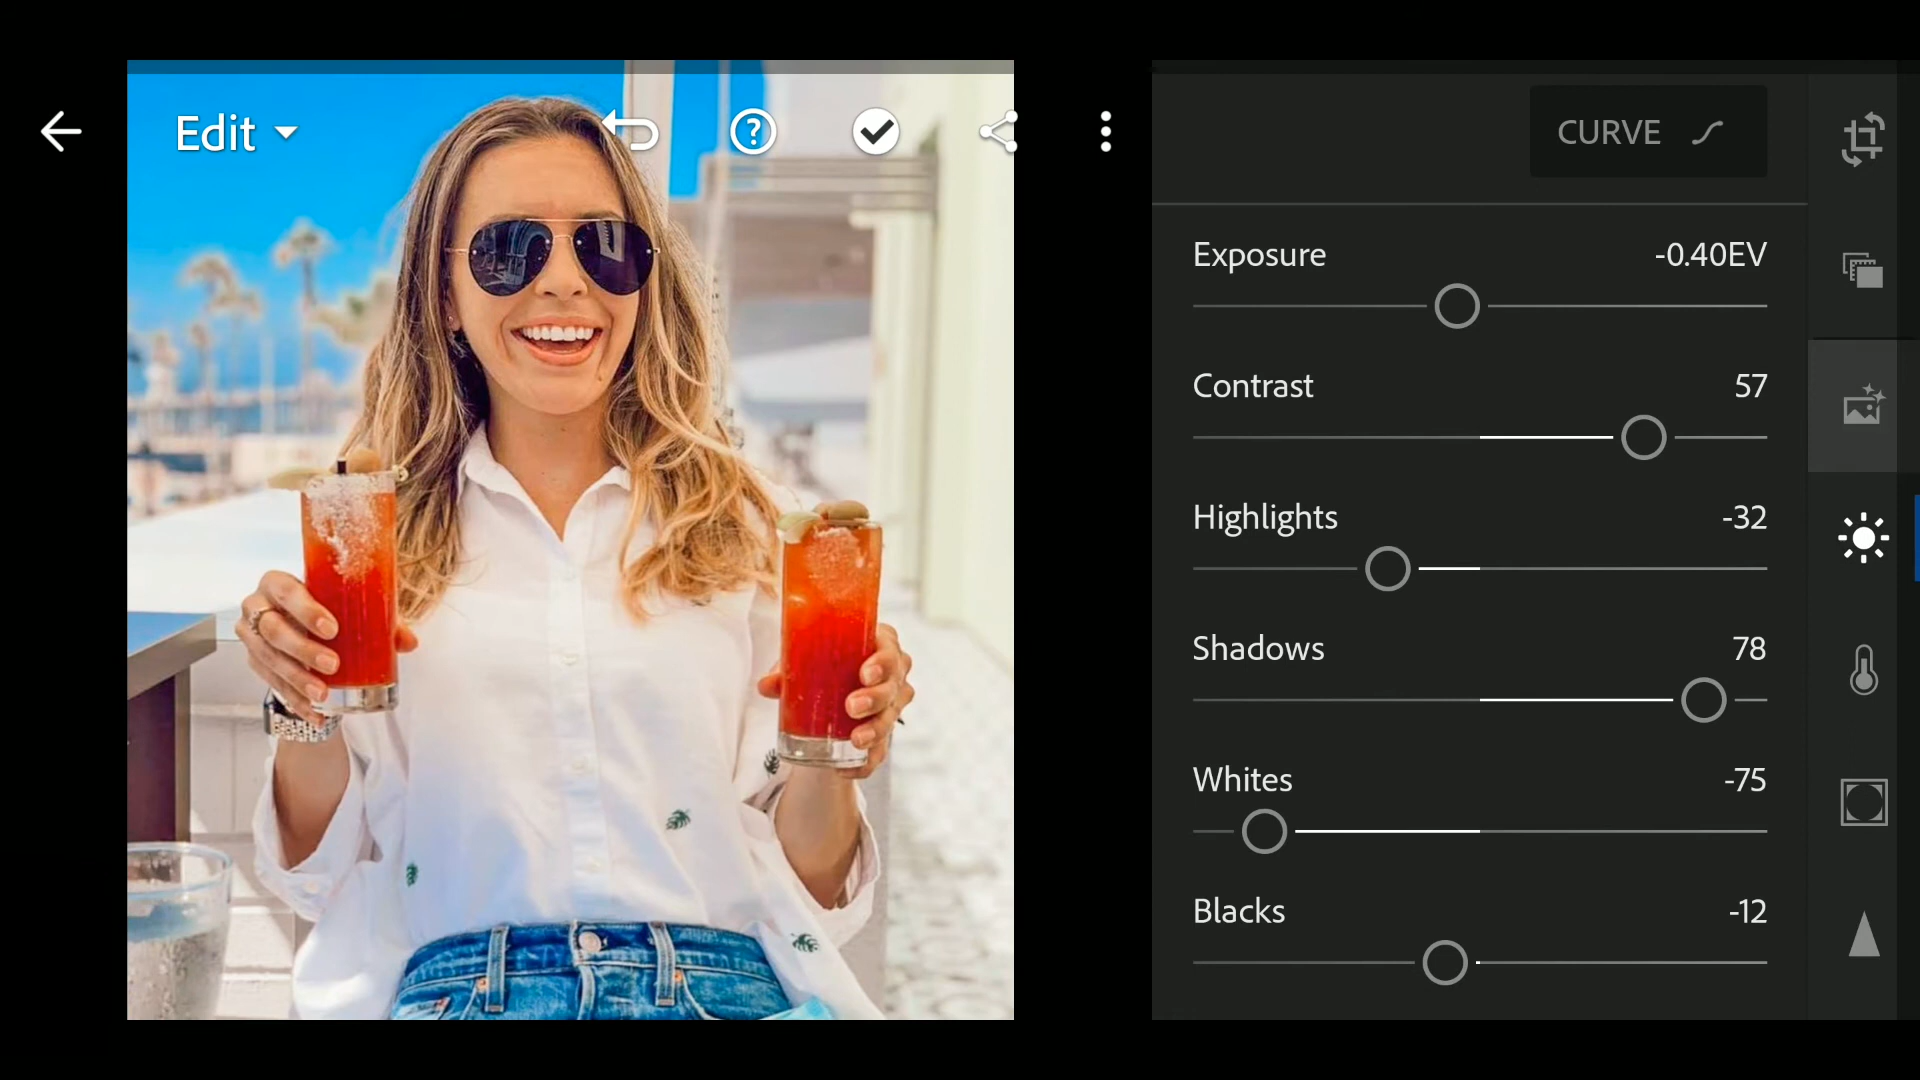 Edit
?
CURVE
Exposure -0.40EV
Contrast 57
Highlights -32
Shadows 78
Whites -75
Blacks -12